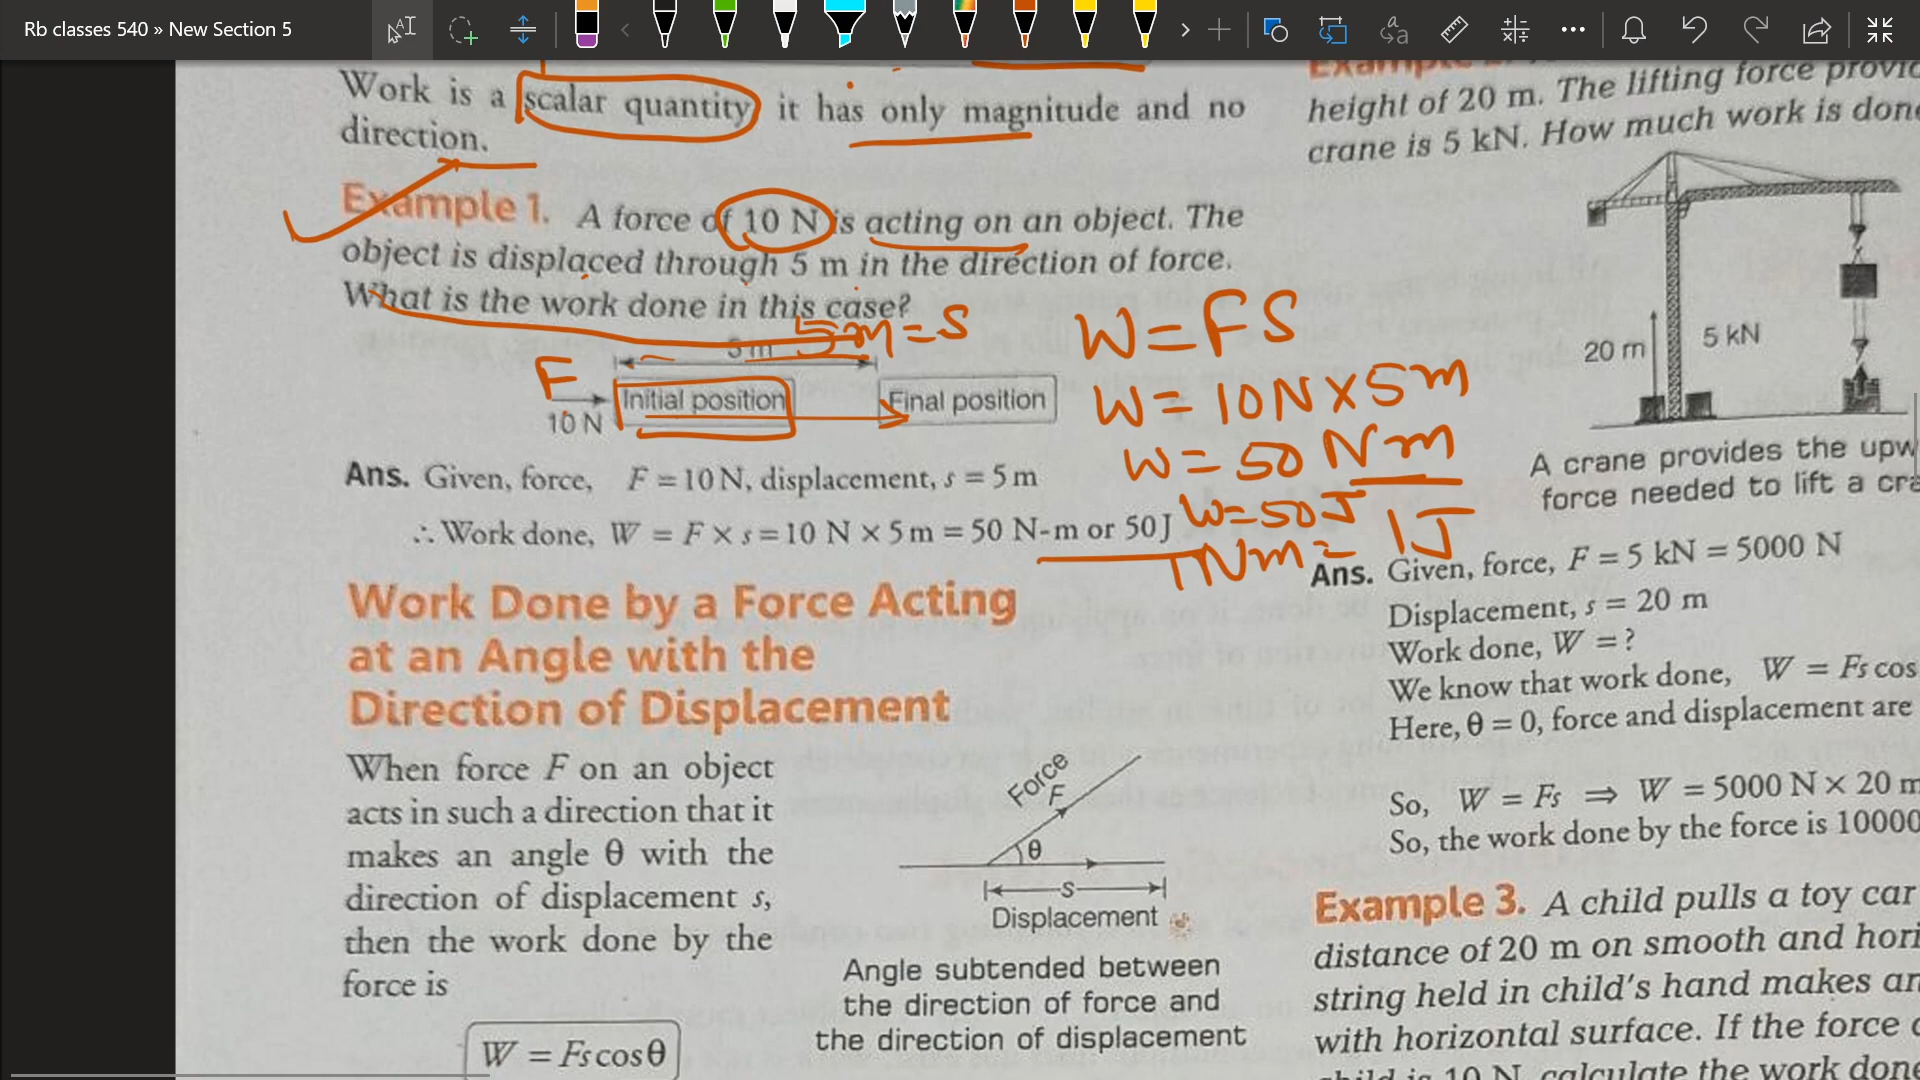 Rb classes 540 » New Section 5
Work is a scalar quantity it has only magnitude and no
direction.
Example 1. A force of 10 N is acting on an object. The
object is displaced through 5 m in the direction of force.
What is the work done in this case?
5m=S
5 m
F
10 N
Initial position
Final position
W=FS
W=10N×5m
W=50 Nm
W=50J
1Nm=1J
Ans. Given, force, F = 10 N, displacement, s = 5 m
∴ Work done, W = F × s = 10 N × 5 m = 50 N-m or 50 J
Work Done by a Force Acting
at an Angle with the
Direction of Displacement
When force F on an object
acts in such a direction that it
makes an angle θ with the
direction of displacement s,
then the work done by the
force is
W = Fs cos θ
Force
F
θ
s
Displacement
Angle subtended between
the direction of force and
the direction of displacement
height of 20 m. The lifting force
crane is 5 kN. How much work is
20 m
5 kN
A crane provides the
force needed to lift a
Ans. Given, force, F = 5 kN = 5000 N
Displacement, s = 20 m
Work done, W = ?
We know that work done, W = Fs cos
Here, θ = 0, force and displacement are
So, W = Fs ⇒ W = 5000 N × 20
So, the work done by the force is 10000
Example 3. A child pulls a toy car
distance of 20 m on smooth and
string held in child's hand makes
with horizontal surface. If the force
10 N, calculate the work